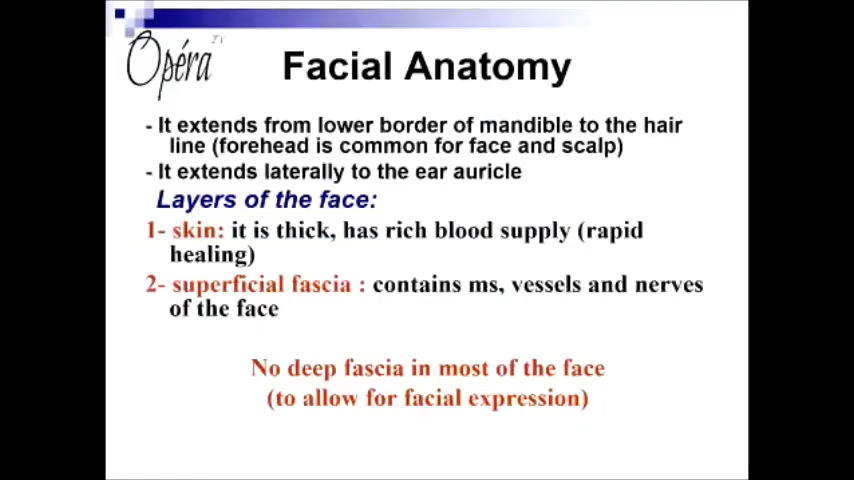 Opéra TV
Facial Anatomy
- It extends from lower border of mandible to the hair
line (forehead is common for face and scalp)
- It extends laterally to the ear auricle
Layers of the face:
1- skin: it is thick, has rich blood supply (rapid
healing)
2- superficial fascia : contains ms, vessels and nerves
of the face
No deep fascia in most of the face
(to allow for facial expression)